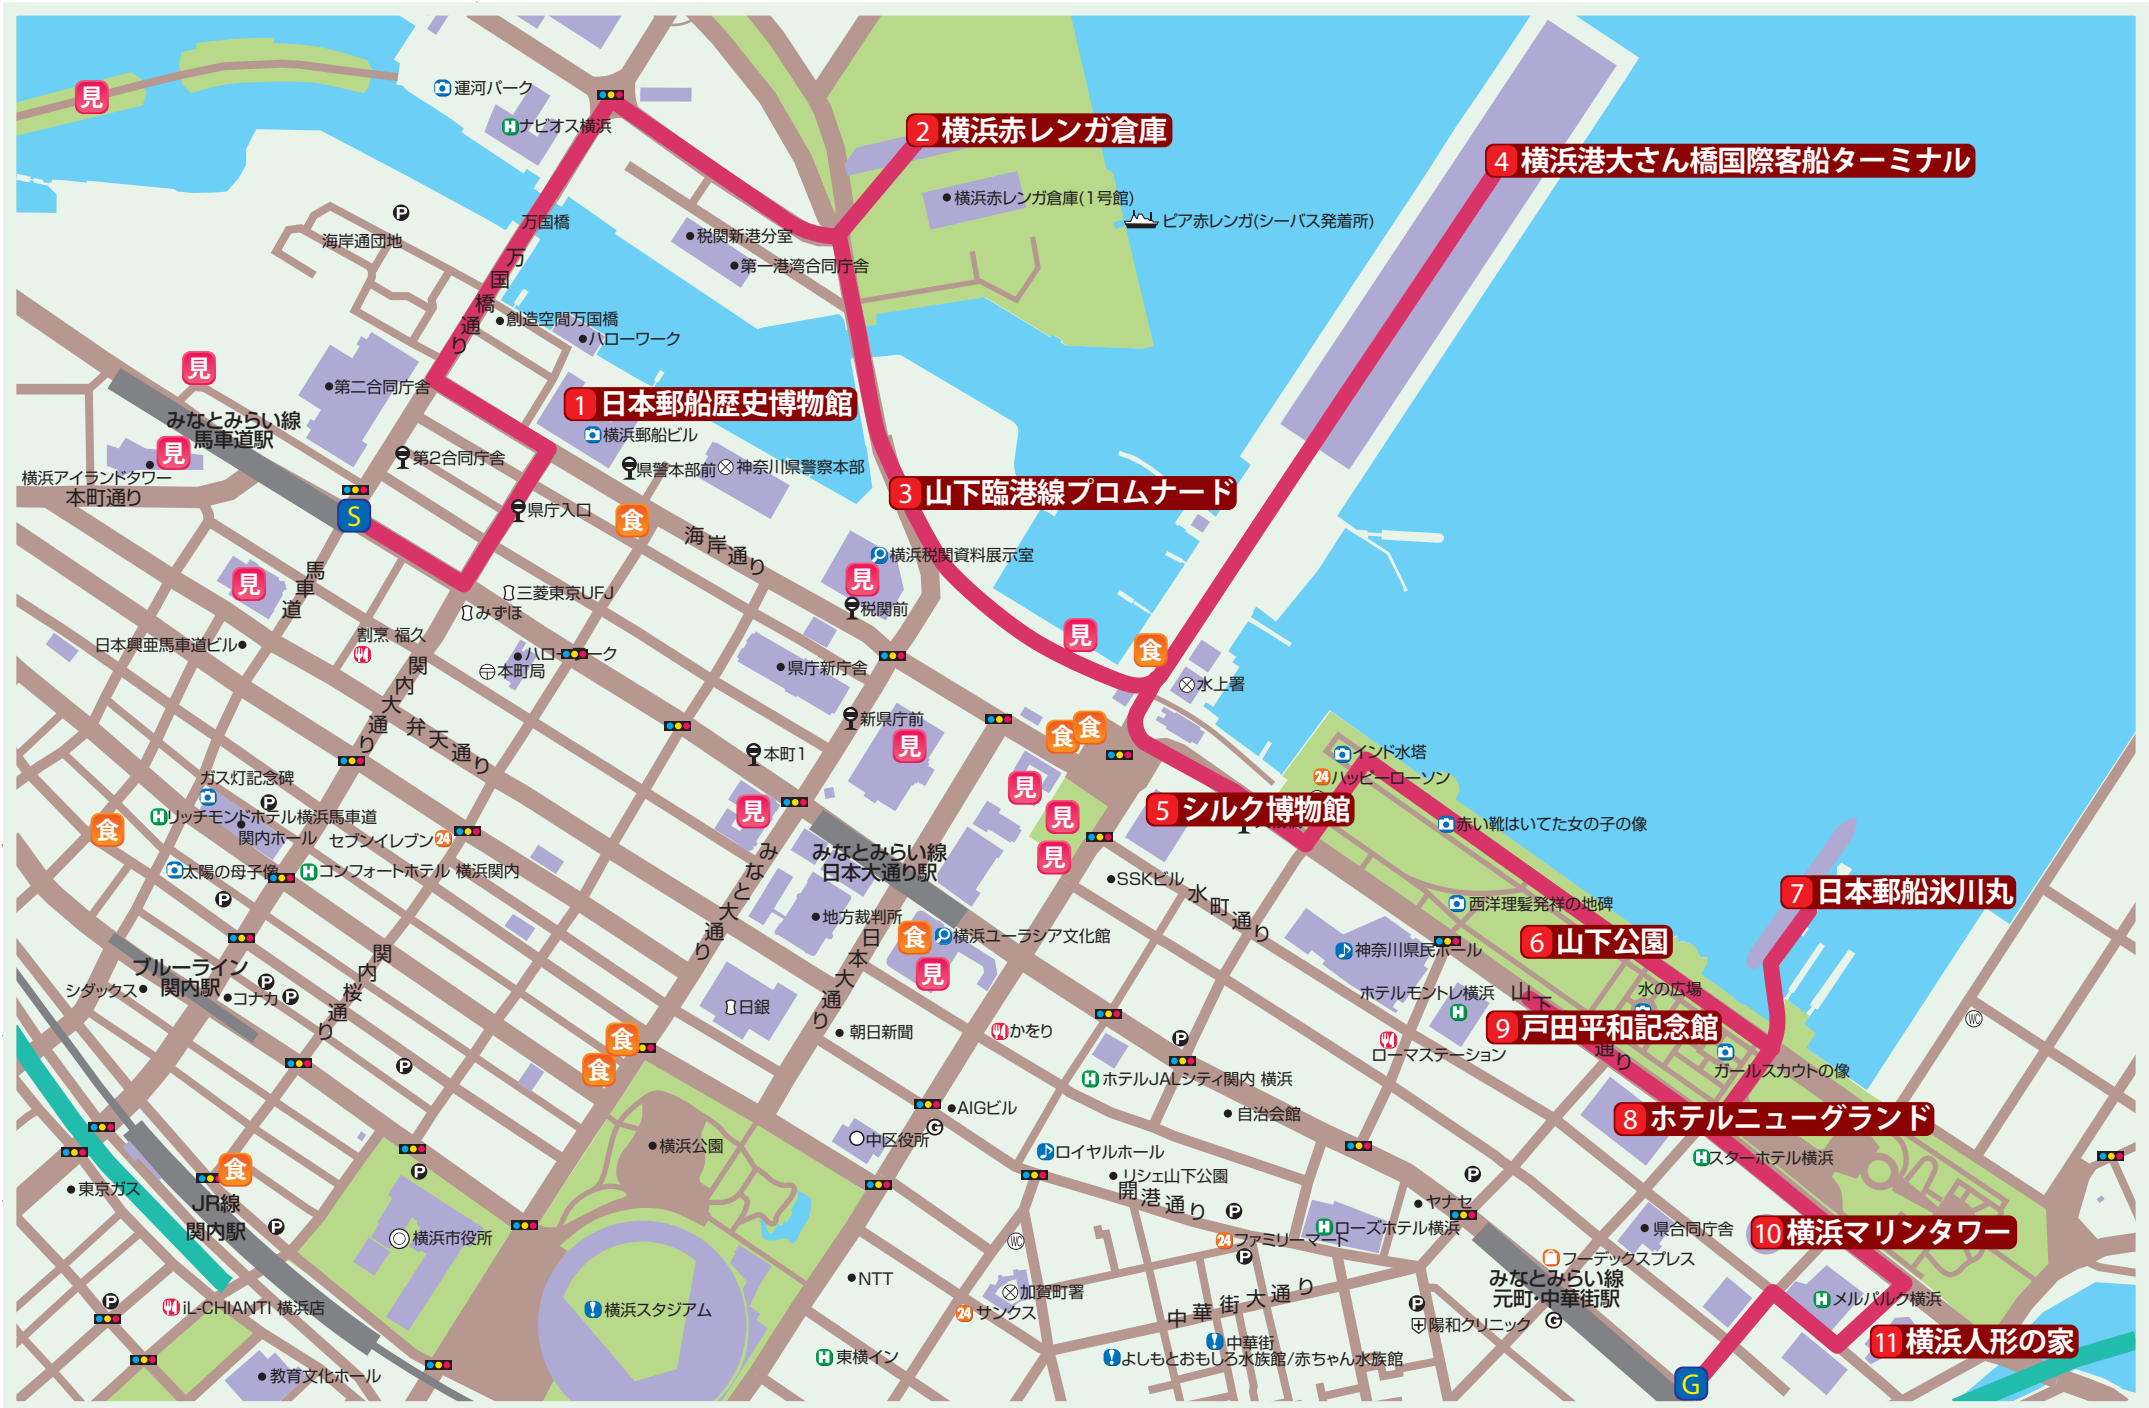 見
運河パーク
ナビオス横浜
2 横浜赤レンガ倉庫
4 横浜港大さん橋国際客船ターミナル
横浜赤レンガ倉庫(1号館)
ピア赤レンガ(シーバス発着所)
P
海岸通団地
万国橋
税関新港分室
第一港湾合同庁舎
万国橋通り
創造空間万国橋
ハローワーク
見
第二合同庁舎
1 日本郵船歴史博物館
横浜郵船ビル
みなとみらい線
馬車道駅
見
横浜アイランドタワー
本町通り
第2合同庁舎
県警本部前
神奈川県警察本部
3 山下臨港線プロムナード
S
県庁入口
食
海岸通り
横浜税関資料展示室
見
税関前
見
馬車道
三菱東京UFJ
みずほ
日本興亜馬車道ビル
割烹 福久
ハローワーク
本町局
関内大通り
弁天通り
県庁新庁舎
見
食
水上署
新県庁前
見
本町1
食
食
インド水塔
24
ハッピーローソン
5 シルク博物館
赤い靴はいてた女の子の像
ガス灯記念碑
P
リッチモンドホテル横浜馬車道
関内ホール
セブンイレブン
24
食
太陽の母子像
コンフォートホテル 横浜関内
P
見
見
見
見
みなとみらい線
日本大通り駅
みなと大通り
SSKビル
水町通り
地方裁判所
日本大通り
食
横浜ユーラシア文化館
見
西洋理髪発祥の地碑
7 日本郵船氷川丸
6 山下公園
神奈川県民ホール
ホテルモントレ横浜
山下
通り
水の広場
9 戸田平和記念館
ガールスカウトの像
WC
ブルーライン
関内駅
シダックス
コナカ
P
P
関内桜通り
日銀
朝日新聞
かをり
P
ローマステーション
食
食
P
ホテルJALシティ関内 横浜
自治会館
8 ホテルニューグランド
スターホテル横浜
AIGビル
G
中区役所
横浜公園
ロイヤルホール
リシェ山下公園
開港通り
P
P
ヤナセ
食
P
JR線
関内駅
東京ガス
P
横浜市役所
ローズホテル横浜
24
ファミリーマート
P
WC
県合同庁舎
10 横浜マリンタワー
フーデックスプレス
みなとみらい線
元町・中華街駅
NTT
加賀町署
24
サンクス
中華街大通り
P
陽和クリニック
G
メルパルク横浜
11 横浜人形の家
P
iL-CHIANTI 横浜店
横浜スタジアム
教育文化ホール
東横イン
中華街
よしもとおもしろ水族館/赤ちゃん水族館
G